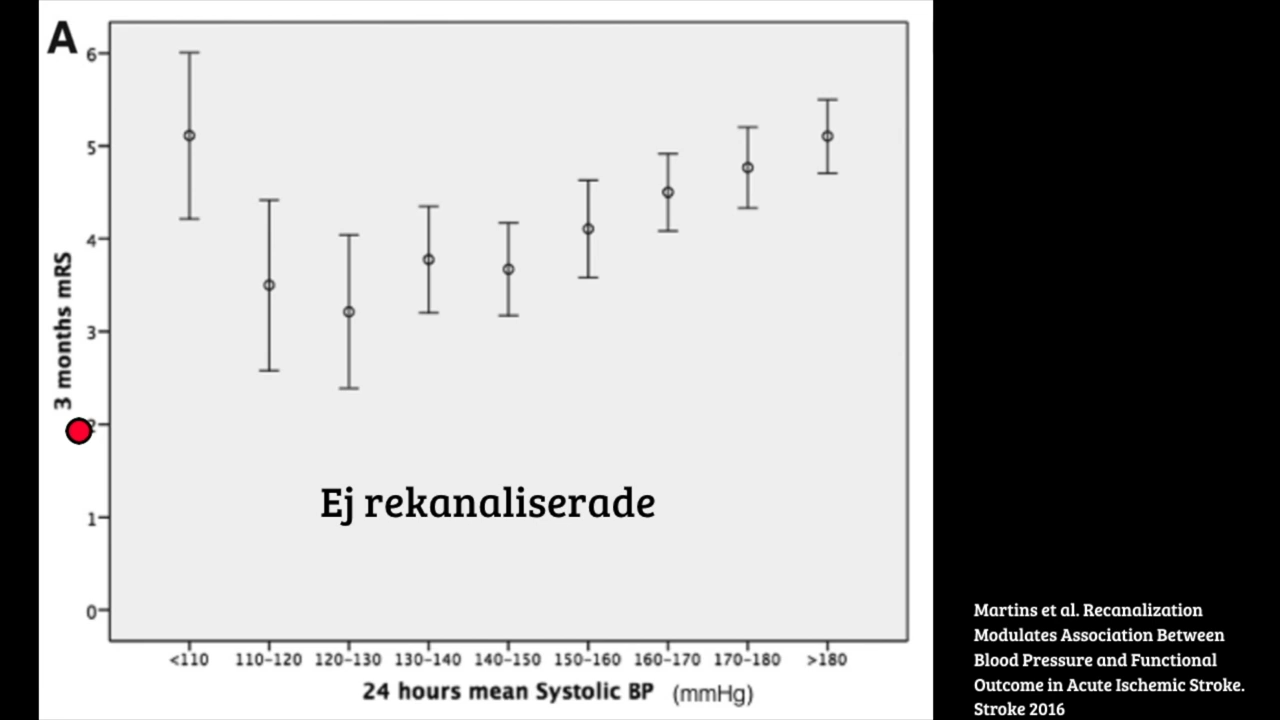 A
6
5
4
3
2
1
0
3 months mRS
Ej rekanaliserade
<110 110-120 120-130 130-140 140-150 150-160 160-170 170-180 >180
24 hours mean Systolic BP (mmHg)
Martins et al. Recanalization
Modulates Association Between
Blood Pressure and Functional
Outcome in Acute Ischemic Stroke.
Stroke 2016